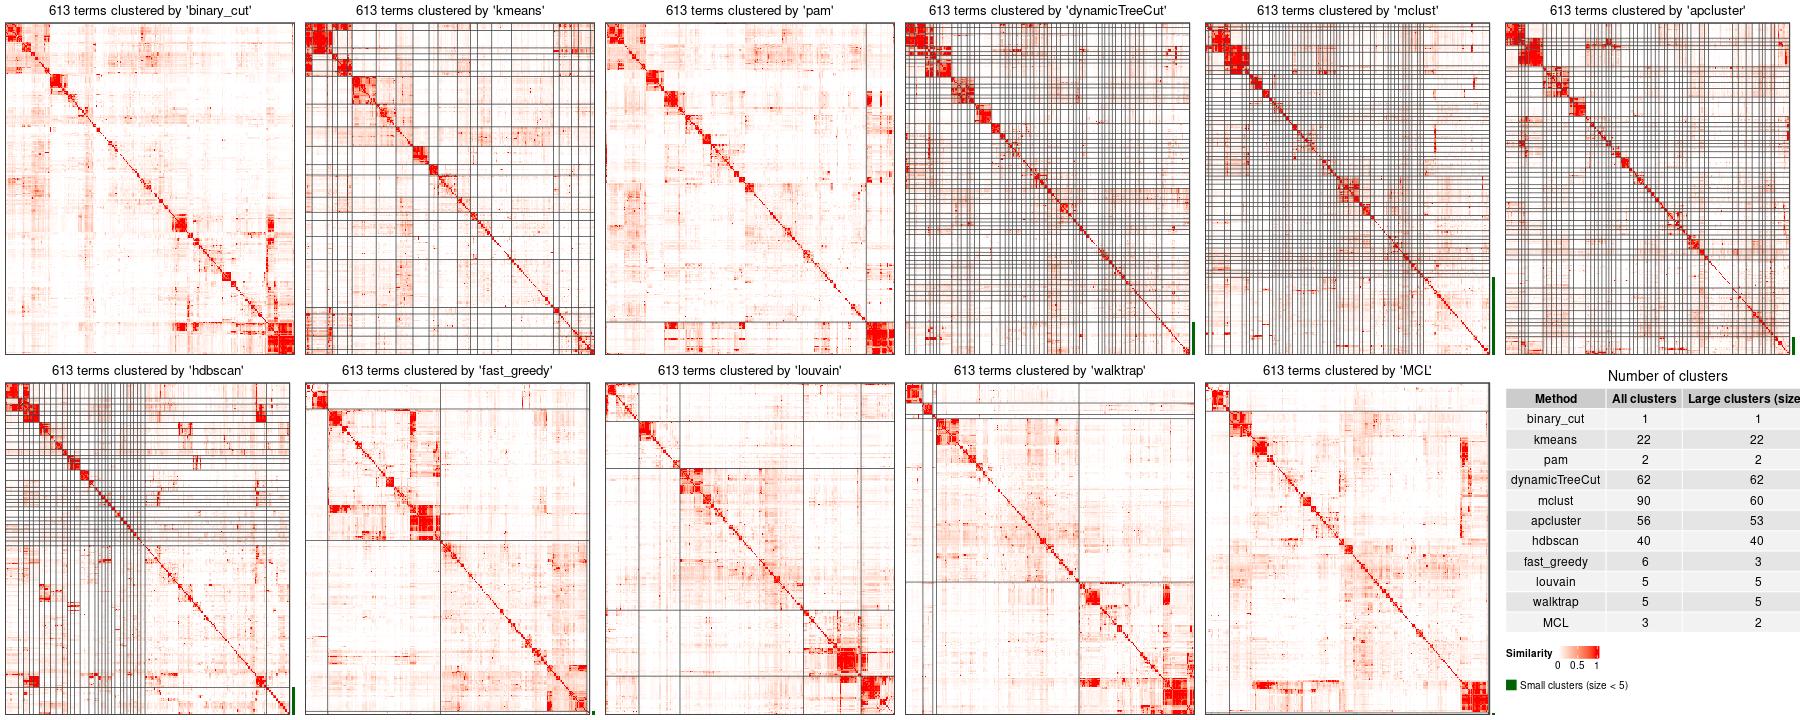 613 terms clustered by 'binary_cut'
613 terms clustered by 'kmeans'
613 terms clustered by 'pam'
613 terms clustered by 'dynamicTreeCut'
613 terms clustered by 'mclust'
613 terms clustered by 'apcluster'
613 terms clustered by 'hdbscan'
613 terms clustered by 'fast_greedy'
613 terms clustered by 'louvain'
613 terms clustered by 'walktrap'
613 terms clustered by 'MCL'
Number of clusters
Method All clusters Large clusters (size
binary_cut 1 1
kmeans 22 22
pam 2 2
dynamicTreeCut 62 62
mclust 90 60
apcluster 56 53
hdbscan 40 40
fast_greedy 6 3
louvain 5 5
walktrap 5 5
MCL 3 2
Similarity
0 0.5 1
Small clusters (size < 5)